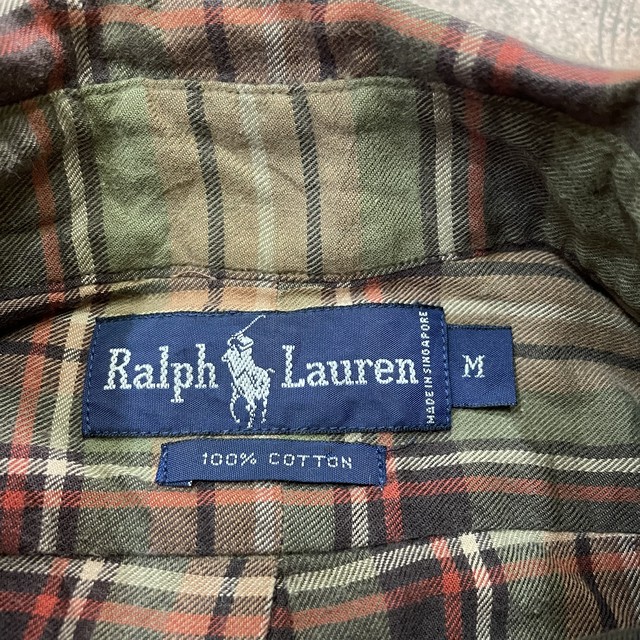 Ralph Lauren
MADE IN SINGAPORE
M
100% COTTON